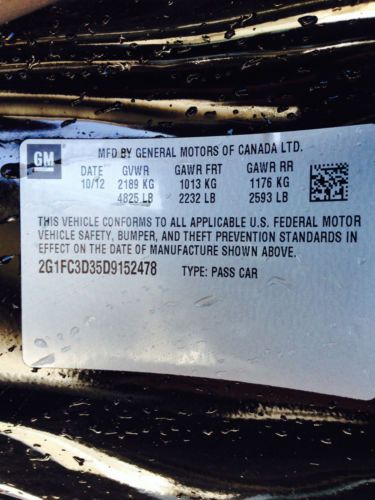 GM
MFD BY GENERAL MOTORS OF CANADA LTD.
DATE GVWR GAWR FRT GAWR RR
10/12 2189 KG 1013 KG 1176 KG
4825 LB 2232 LB 2593 LB
THIS VEHICLE CONFORMS TO ALL APPLICABLE U.S. FEDERAL MOTOR
VEHICLE SAFETY, BUMPER, AND THEFT PREVENTION STANDARDS IN
EFFECT ON THE DATE OF MANUFACTURE SHOWN ABOVE.
2G1FC3D35D9152478 TYPE: PASS CAR